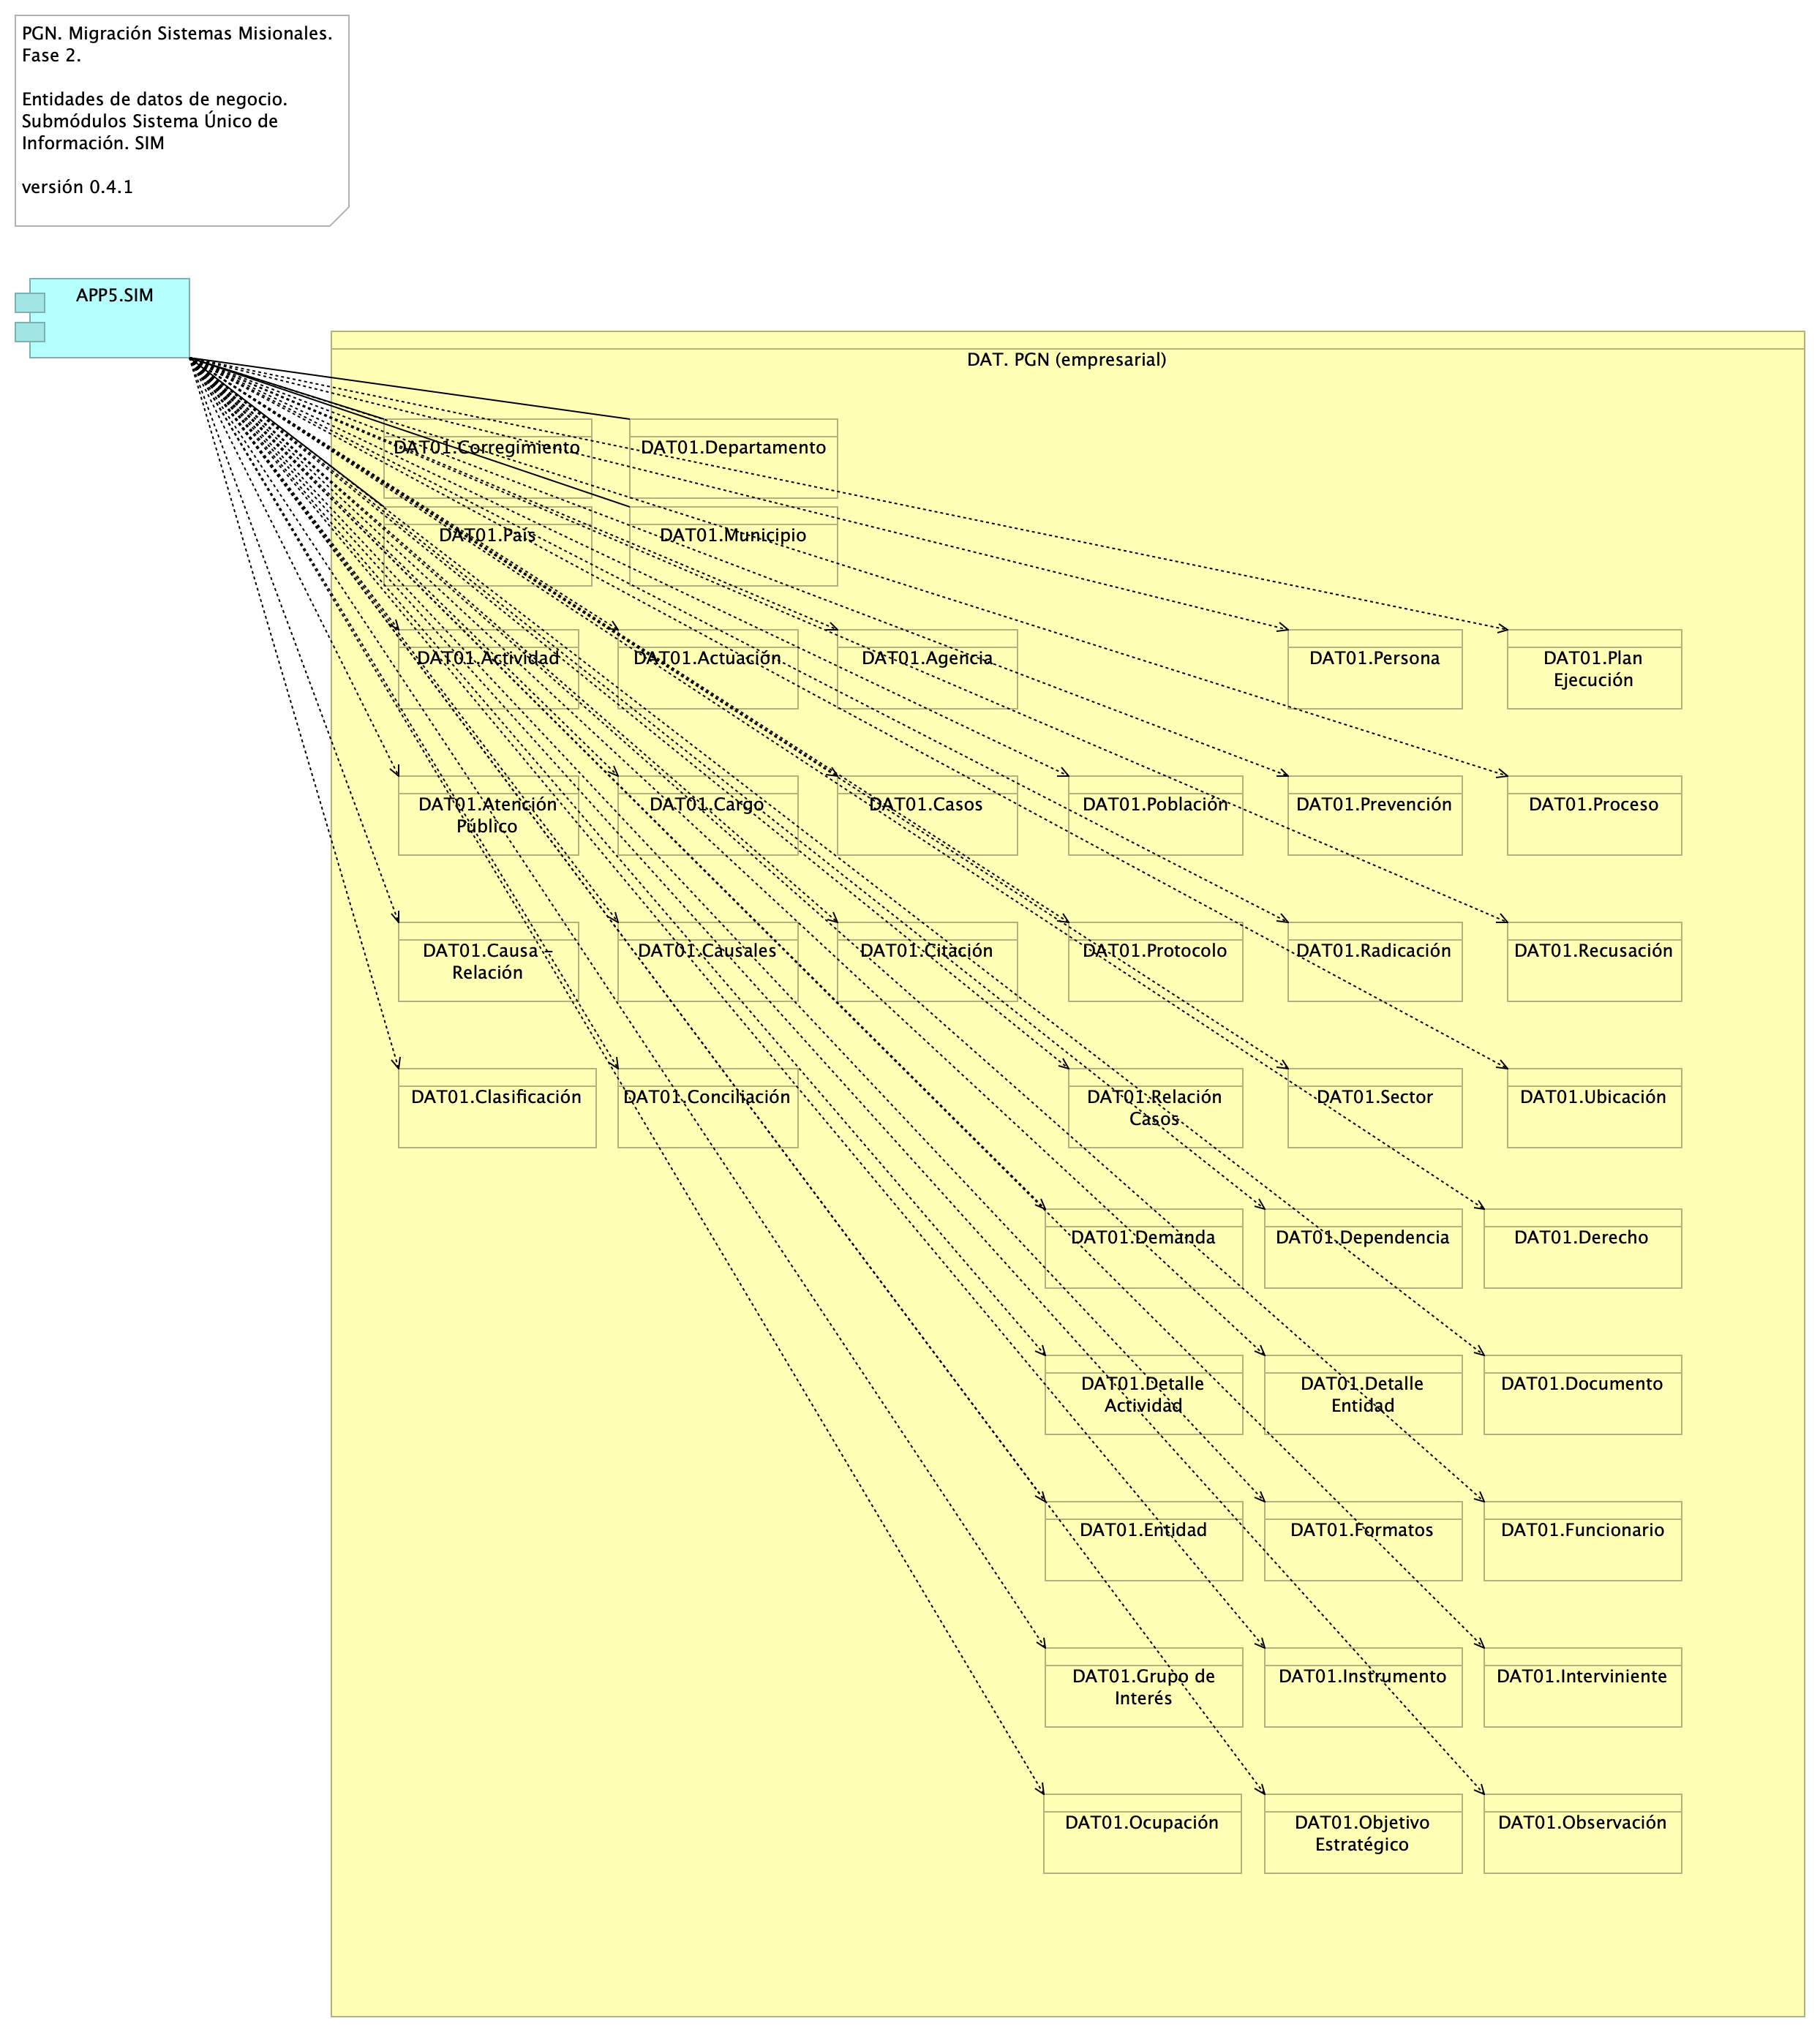 PGN. Migración Sistemas Misionales.
Fase 2.
Entidades de datos de negocio.
Submódulos Sistema Único de
Información. SIM
versión 0.4.1
APP5.SIM
DAT. PGN (empresarial)
DAT01.Corregimiento
DAT01.Departamento
DAT01.País
DAT01.Municipio
DAT01.Actividad
DAT01.Actuación
DAT01.Agencia
DAT01.Persona
DAT01.Plan
Ejecución
DAT01.Atención
Público
DAT01.Cargo
DAT01.Casos
DAT01.Población
DAT01.Prevención
DAT01.Proceso
DAT01.Causa –
Relación
DAT01.Causales
DAT01.Citación
DAT01.Protocolo
DAT01.Radicación
DAT01.Recusación
DAT01.Clasificación
DAT01.Conciliación
DAT01.Relación
Casos
DAT01.Sector
DAT01.Ubicación
DAT01.Demanda
DAT01.Dependencia
DAT01.Derecho
DAT01.Detalle
Actividad
DAT01.Detalle
Entidad
DAT01.Documento
DAT01.Entidad
DAT01.Formatos
DAT01.Funcionario
DAT01.Grupo de
Interés
DAT01.Instrumento
DAT01.Interviniente
DAT01.Ocupación
DAT01.Objetivo
Estratégico
DAT01.Observación